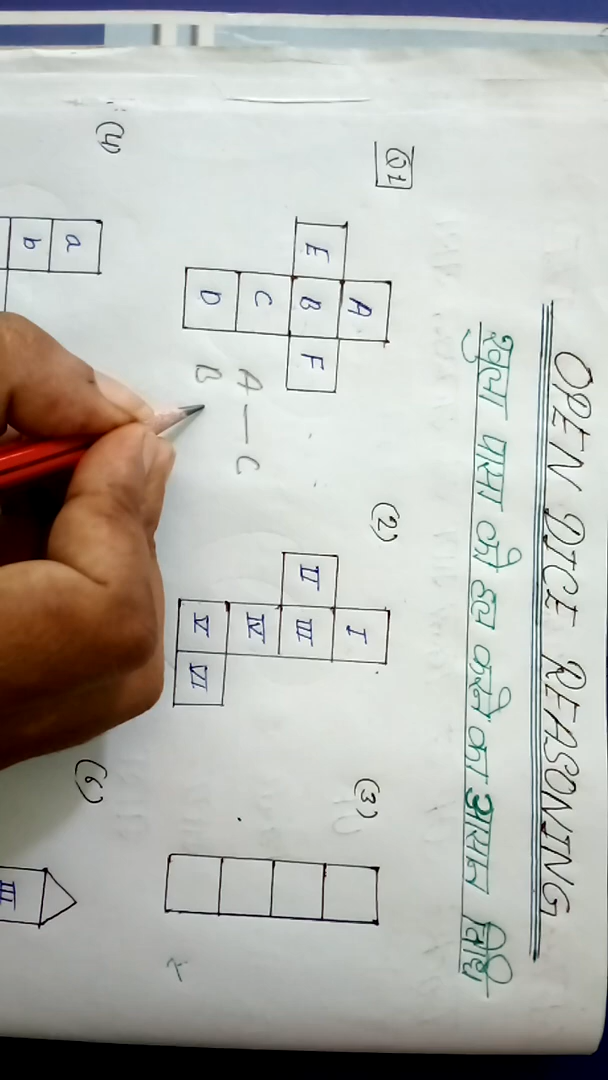 OPEN DICE REASONING
खुला पासा को हल करने का आसान विधि
Q1
A
E B F
C
D
A — C
B
(2)
I
II III
IV
V VI
(3)
(4)
a
b
(6)
III